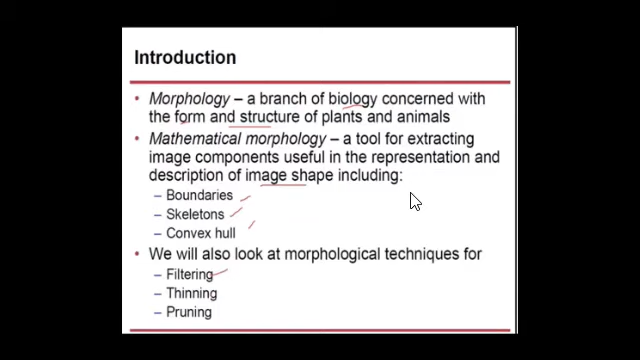 Introduction
• Morphology – a branch of biology concerned with
the form and structure of plants and animals
• Mathematical morphology – a tool for extracting
image components useful in the representation and
description of image shape including:
– Boundaries
– Skeletons
– Convex hull
• We will also look at morphological techniques for
– Filtering
– Thinning
– Pruning